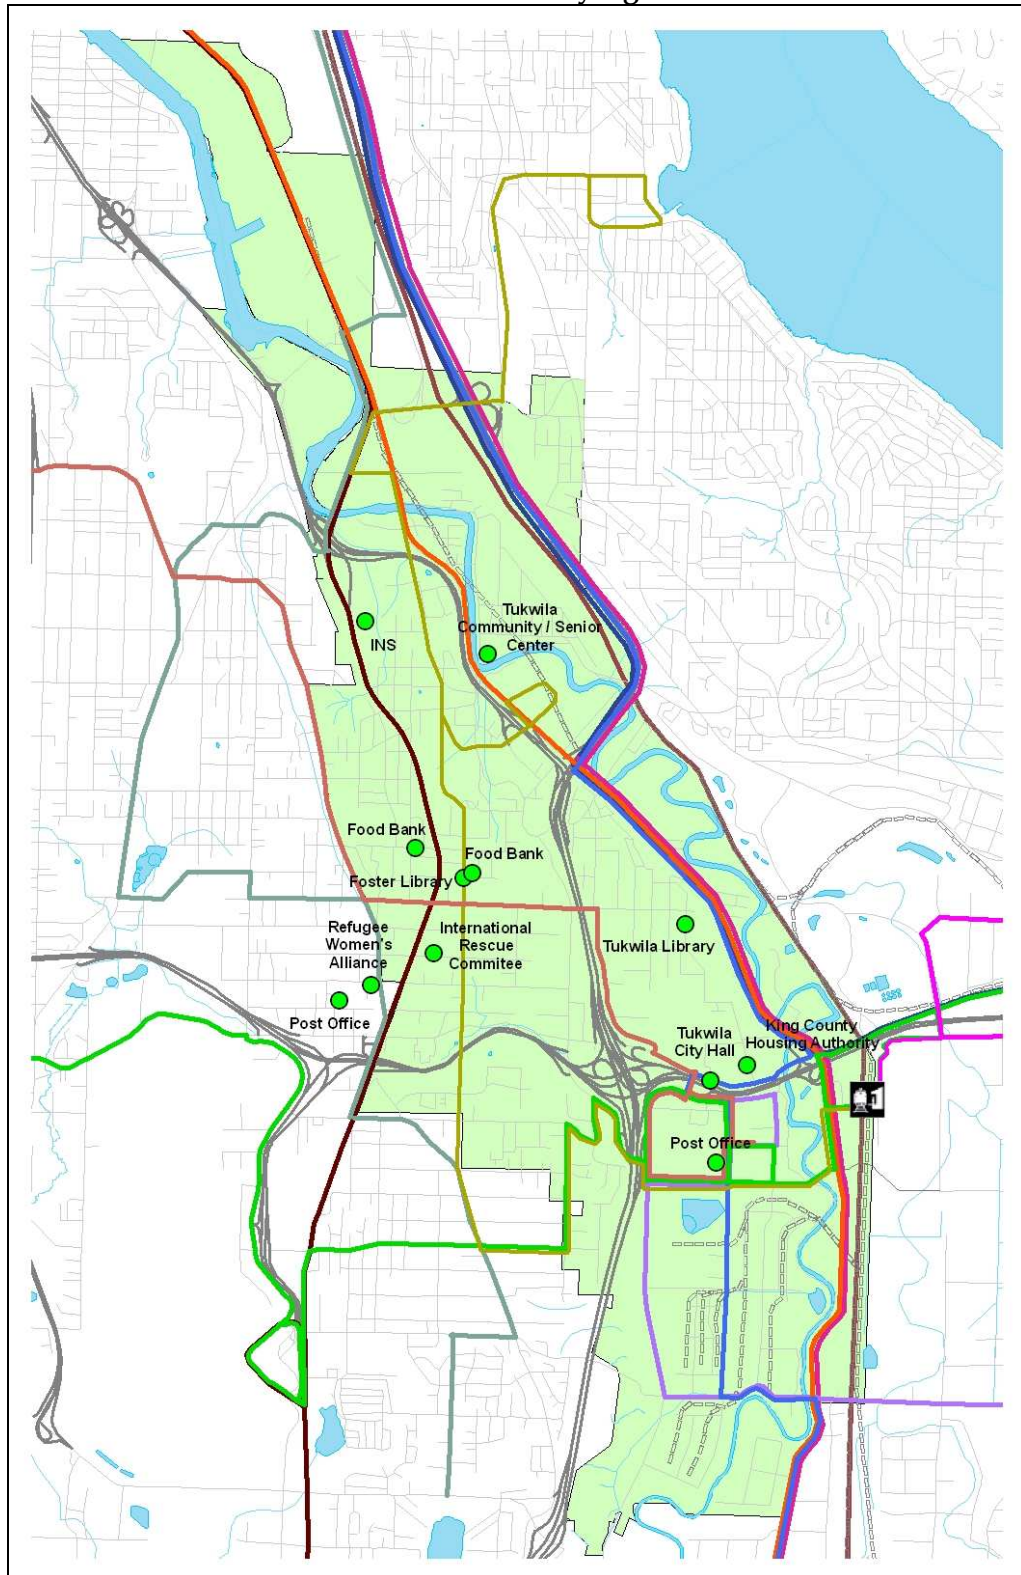 INS
Tukwila
Community / Senior
Center
Food Bank
Food Bank
Foster Library
Refugee
Women's
Alliance
International
Rescue
Commitee
Post Office
Tukwila Library
Tukwila
City Hall
King County
Housing Authority
Post Office